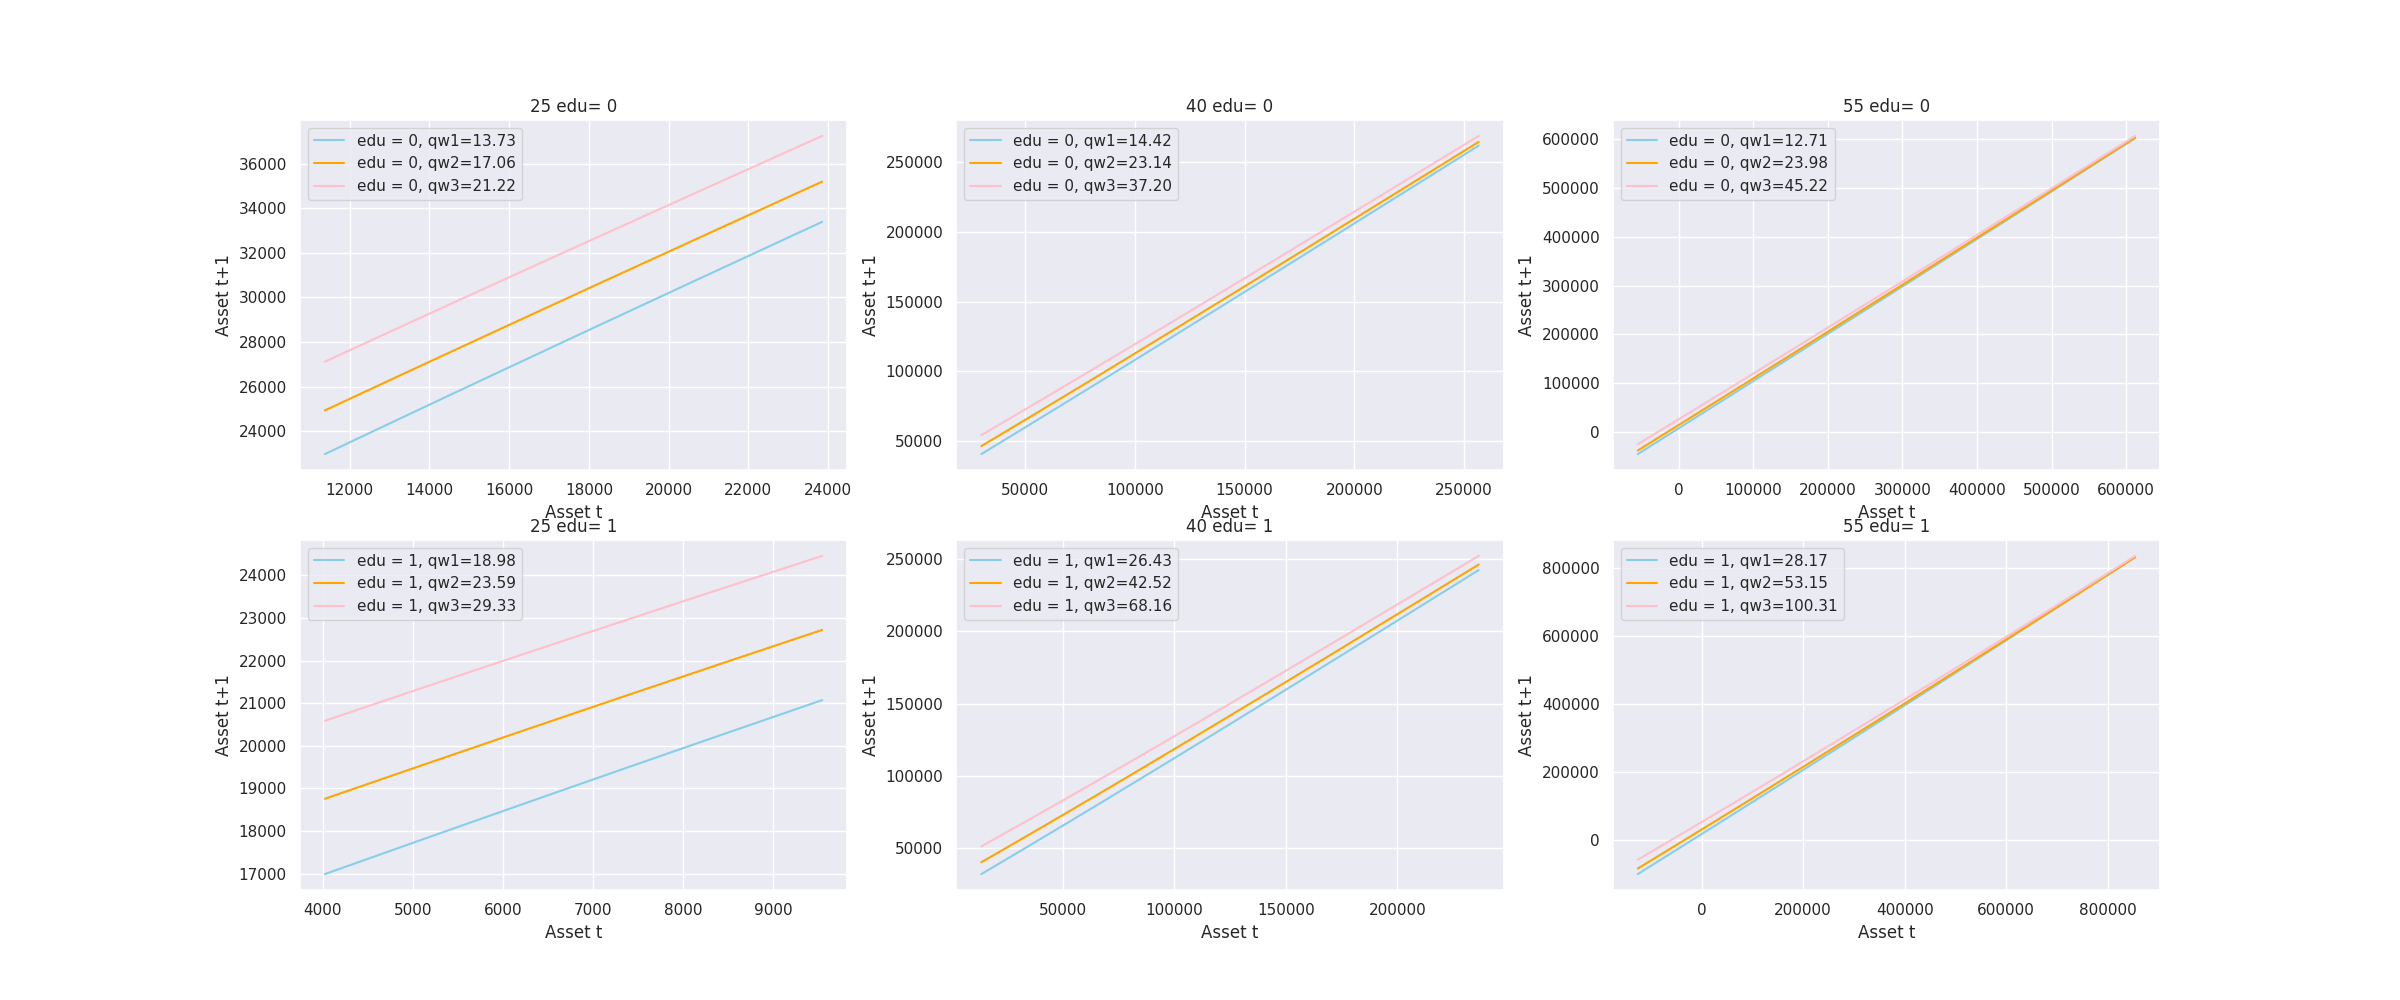 25 edu= 0
edu = 0, qw1=13.73
edu = 0, qw2=17.06
edu = 0, qw3=21.22
36000
34000
32000
30000
28000
26000
24000
Asset t+1
12000 14000 16000 18000 20000 22000 24000
Asset t
40 edu= 0
edu = 0, qw1=14.42
edu = 0, qw2=23.14
edu = 0, qw3=37.20
250000
200000
150000
100000
50000
Asset t+1
50000 100000 150000 200000 250000
Asset t
55 edu= 0
edu = 0, qw1=12.71
edu = 0, qw2=23.98
edu = 0, qw3=45.22
600000
500000
400000
300000
200000
100000
0
Asset t+1
0 100000 200000 300000 400000 500000 600000
Asset t
25 edu= 1
edu = 1, qw1=18.98
edu = 1, qw2=23.59
edu = 1, qw3=29.33
24000
23000
22000
21000
20000
19000
18000
17000
Asset t+1
4000 5000 6000 7000 8000 9000
Asset t
40 edu= 1
edu = 1, qw1=26.43
edu = 1, qw2=42.52
edu = 1, qw3=68.16
250000
200000
150000
100000
50000
Asset t+1
50000 100000 150000 200000
Asset t
55 edu= 1
edu = 1, qw1=28.17
edu = 1, qw2=53.15
edu = 1, qw3=100.31
800000
600000
400000
200000
0
Asset t+1
0 200000 400000 600000 800000
Asset t